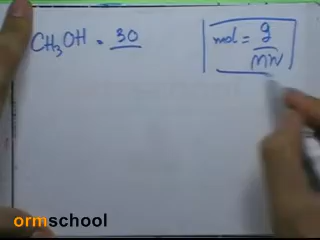 CH₃OH = 30
mol = g
MW
ormschool